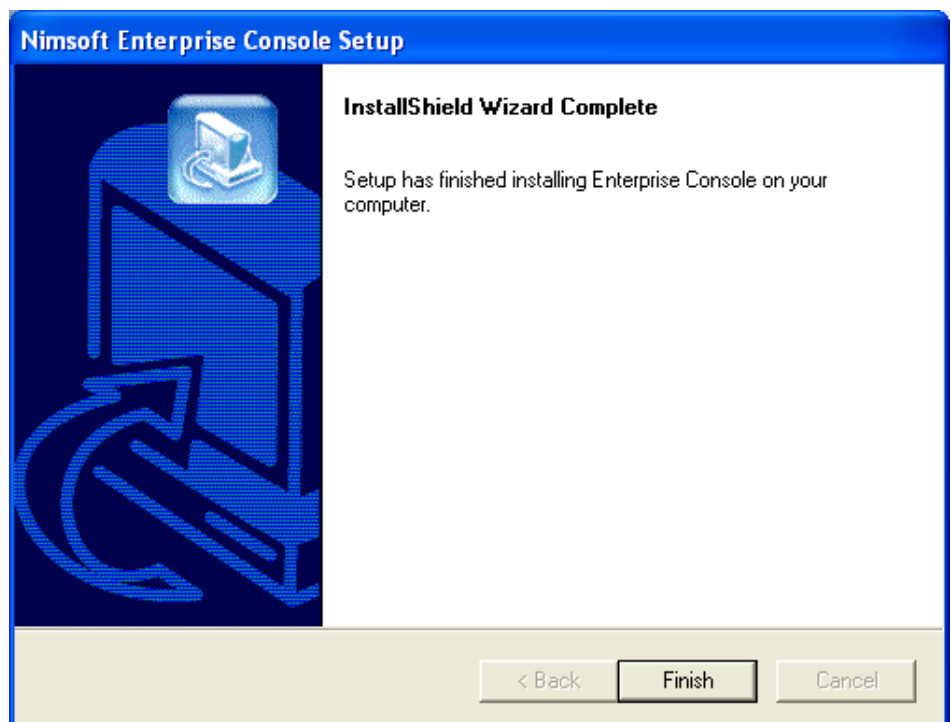 Nimsoft Enterprise Console Setup
InstallShield Wizard Complete
Setup has finished installing Enterprise Console on your
computer.
< Back
Finish
Cancel